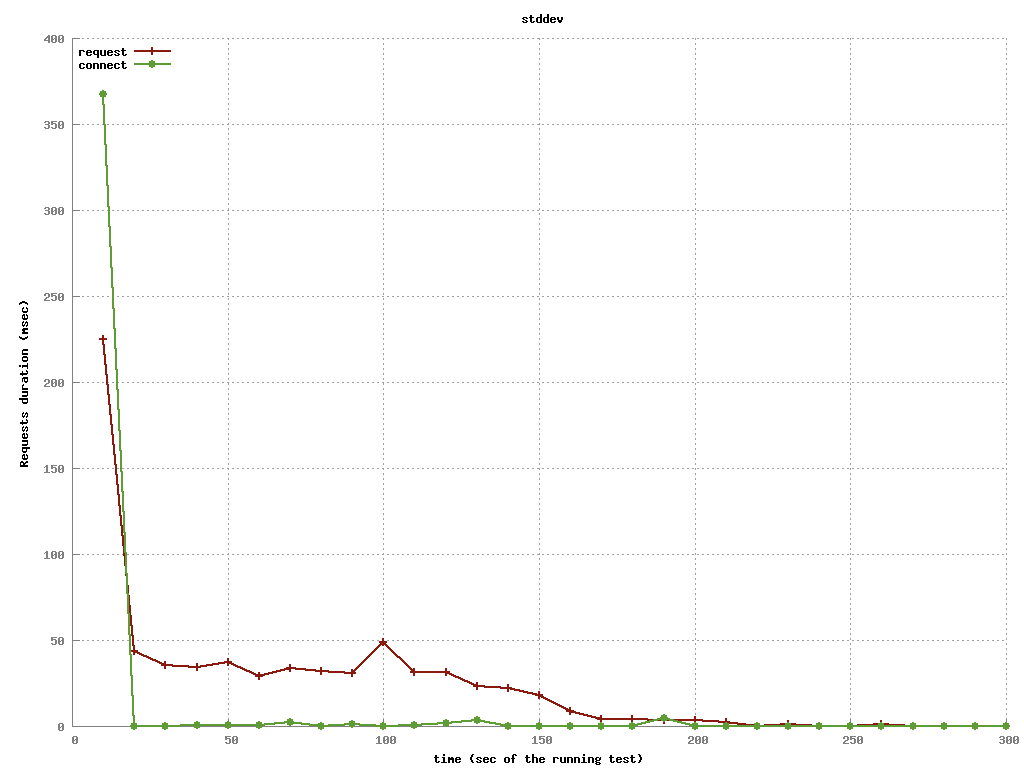 stddev
request
connect
400
350
300
250
200
150
100
50
0
Requests duration (msec)
0 50 100 150 200 250 300
time (sec of the running test)